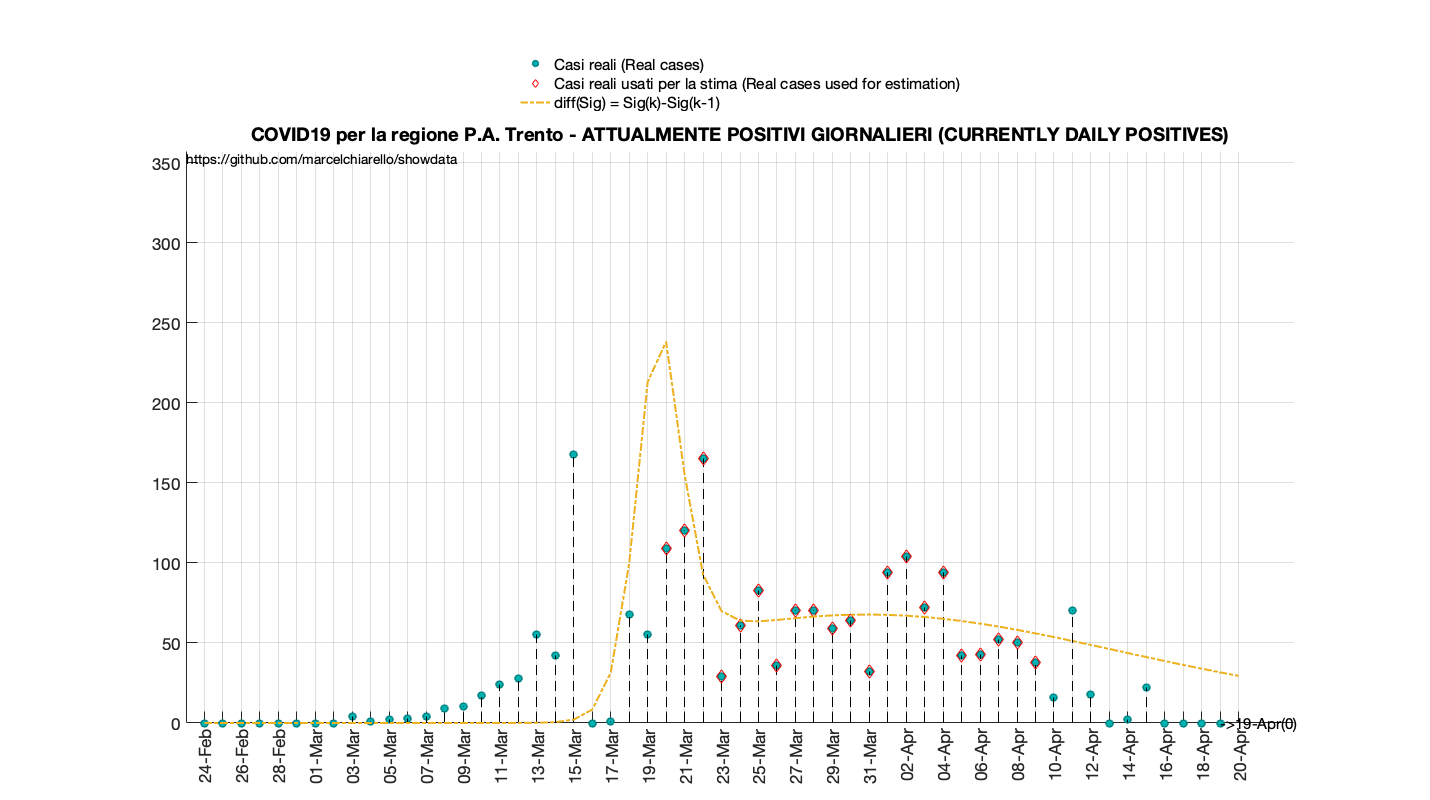 Casi reali (Real cases)
Casi reali usati per la stima (Real cases used for estimation)
diff(Sig) = Sig(k)-Sig(k-1)
COVID19 per la regione P.A. Trento - ATTUALMENTE POSITIVI GIORNALIERI (CURRENTLY DAILY POSITIVES)
https://github.com/marcelchiarello/showdata
350
300
250
200
150
100
50
0
->19-Apr(0)
24-Feb
26-Feb
28-Feb
01-Mar
03-Mar
05-Mar
07-Mar
09-Mar
11-Mar
13-Mar
15-Mar
17-Mar
19-Mar
21-Mar
23-Mar
25-Mar
27-Mar
29-Mar
31-Mar
02-Apr
04-Apr
06-Apr
08-Apr
10-Apr
12-Apr
14-Apr
16-Apr
18-Apr
20-Apr